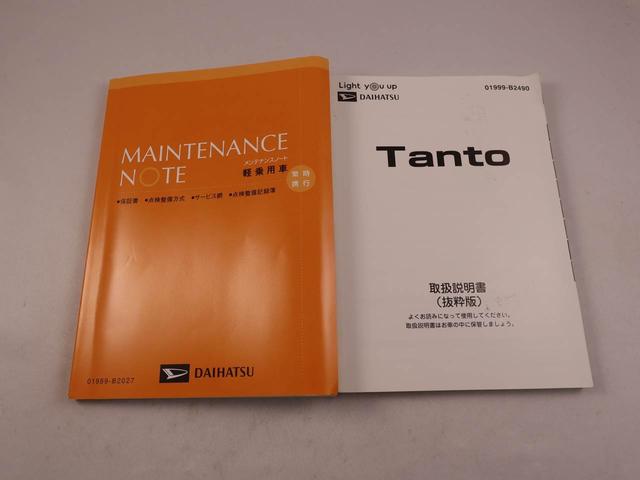 MAINTENANCE
NOTE
メンテナンスノート
軽乗用車
常時
携行
●保証書 ●点検整備方式 ●サービス網 ●点検整備記録簿
01999-B2027
DAIHATSU
Light you up
DAIHATSU
01999-B2490
Tanto
取扱説明書
(抜粋版)
よくお読みになって使用してください。
取扱説明書はお車の中に保管しましょう。